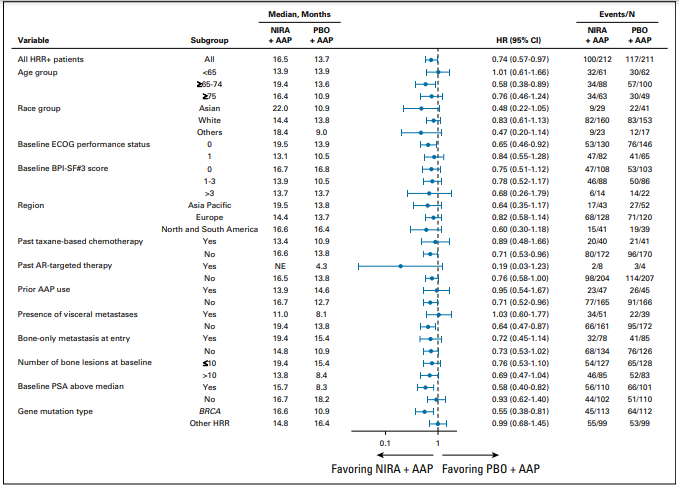 Median, Months Events/N
NIRA PBO NIRA PBO
Variable Subgroup + AAP + AAP HR (95% CI) + AAP + AAP
All HRR+ patients All 16.5 13.7 0.74 (0.57-0.97) 100/212 117/211
Age group <65 13.9 13.9 1.01 (0.61-1.66) 32/61 30/62
≥65-74 19.4 13.6 0.58 (0.38-0.89) 34/88 57/100
≥75 16.4 10.9 0.76 (0.46-1.24) 34/63 30/49
Race group Asian 22.0 10.9 0.48 (0.22-1.05) 9/29 22/41
White 14.4 13.8 0.83 (0.61-1.13) 82/160 83/153
Others 18.4 9.0 0.47 (0.20-1.14) 9/23 12/17
Baseline ECOG performance status 0 19.5 13.9 0.65 (0.46-0.92) 53/130 76/146
1 13.1 10.5 0.84 (0.55-1.28) 47/82 41/65
Baseline BPI-SF#3 score 0 16.7 16.8 0.75 (0.51-1.12) 47/108 53/103
1-3 13.9 10.5 0.78 (0.52-1.17) 46/88 50/86
>3 13.7 13.7 0.68 (0.26-1.79) 6/14 14/22
Region Asia Pacific 19.5 13.8 0.64 (0.35-1.17) 17/43 27/52
Europe 14.4 13.7 0.82 (0.58-1.14) 68/128 71/120
North and South America 16.6 16.4 0.60 (0.30-1.18) 15/41 19/39
Past taxane-based chemotherapy Yes 13.4 10.9 0.89 (0.48-1.66) 20/40 21/41
No 16.6 13.8 0.71 (0.53-0.96) 80/172 96/170
Past AR-targeted therapy Yes NE 4.3 0.19 (0.03-1.23) 2/8 3/4
No 16.5 13.8 0.76 (0.58-1.00) 98/204 114/207
Prior AAP use Yes 13.9 14.6 0.95 (0.54-1.67) 23/47 26/45
No 16.7 12.7 0.71 (0.52-0.96) 77/165 91/166
Presence of visceral metastases Yes 11.0 8.1 1.03 (0.60-1.77) 34/51 22/39
No 19.4 13.8 0.64 (0.47-0.87) 66/161 95/172
Bone-only metastasis at entry Yes 19.4 15.4 0.72 (0.45-1.14) 32/78 41/85
No 14.8 10.9 0.73 (0.53-1.02) 68/134 76/126
Number of bone lesions at baseline ≤10 19.4 15.4 0.76 (0.53-1.10) 54/127 65/128
>10 13.8 8.4 0.69 (0.47-1.04) 46/85 52/83
Baseline PSA above median Yes 15.7 8.3 0.58 (0.40-0.82) 56/110 66/101
No 16.7 18.2 0.93 (0.62-1.40) 44/102 51/110
Gene mutation type BRCA 16.6 10.9 0.55 (0.38-0.81) 45/113 64/112
Other HRR 14.8 16.4 0.99 (0.68-1.45) 55/99 53/99
0.1 1
Favoring NIRA + AAP Favoring PBO + AAP